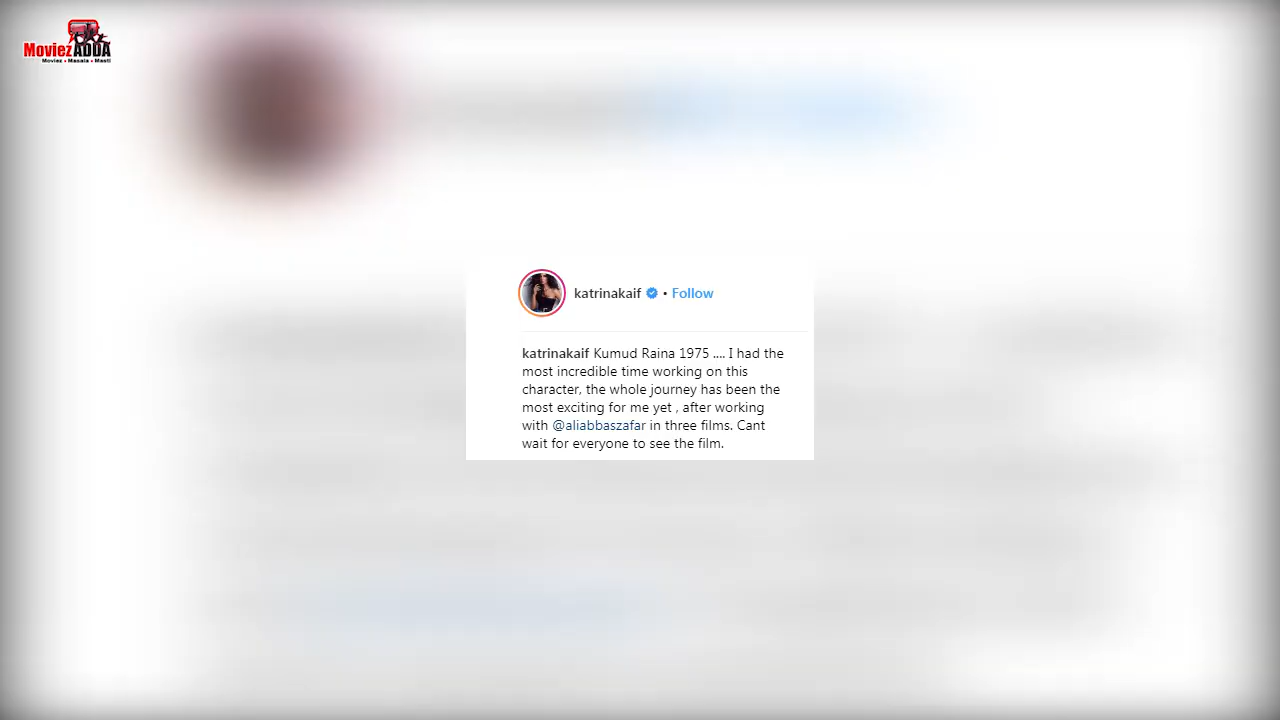 MoviezADDA
Moviez • Masala • Masti
katrinakaif • Follow
katrinakaif Kumud Raina 1975 .... I had the
most incredible time working on this
character, the whole journey has been the
most exciting for me yet , after working
with @aliabbaszafar in three films. Cant
wait for everyone to see the film.